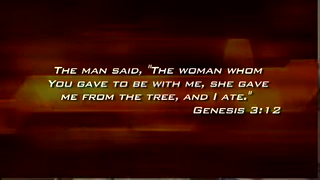 The man said, "The woman whom
You gave to be with me, she gave
me from the tree, and I ate."
Genesis 3:12